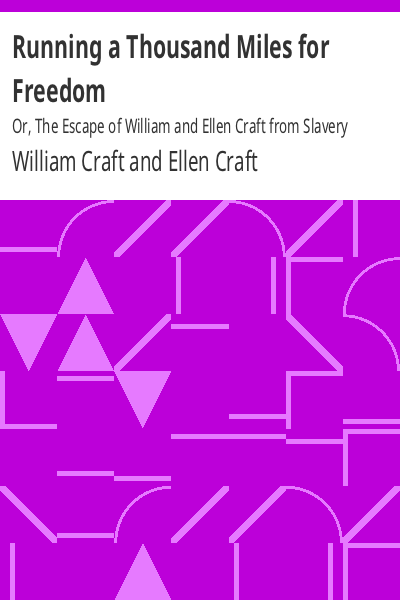 Running a Thousand Miles for
Freedom
Or, The Escape of William and Ellen Craft from Slavery
William Craft and Ellen Craft